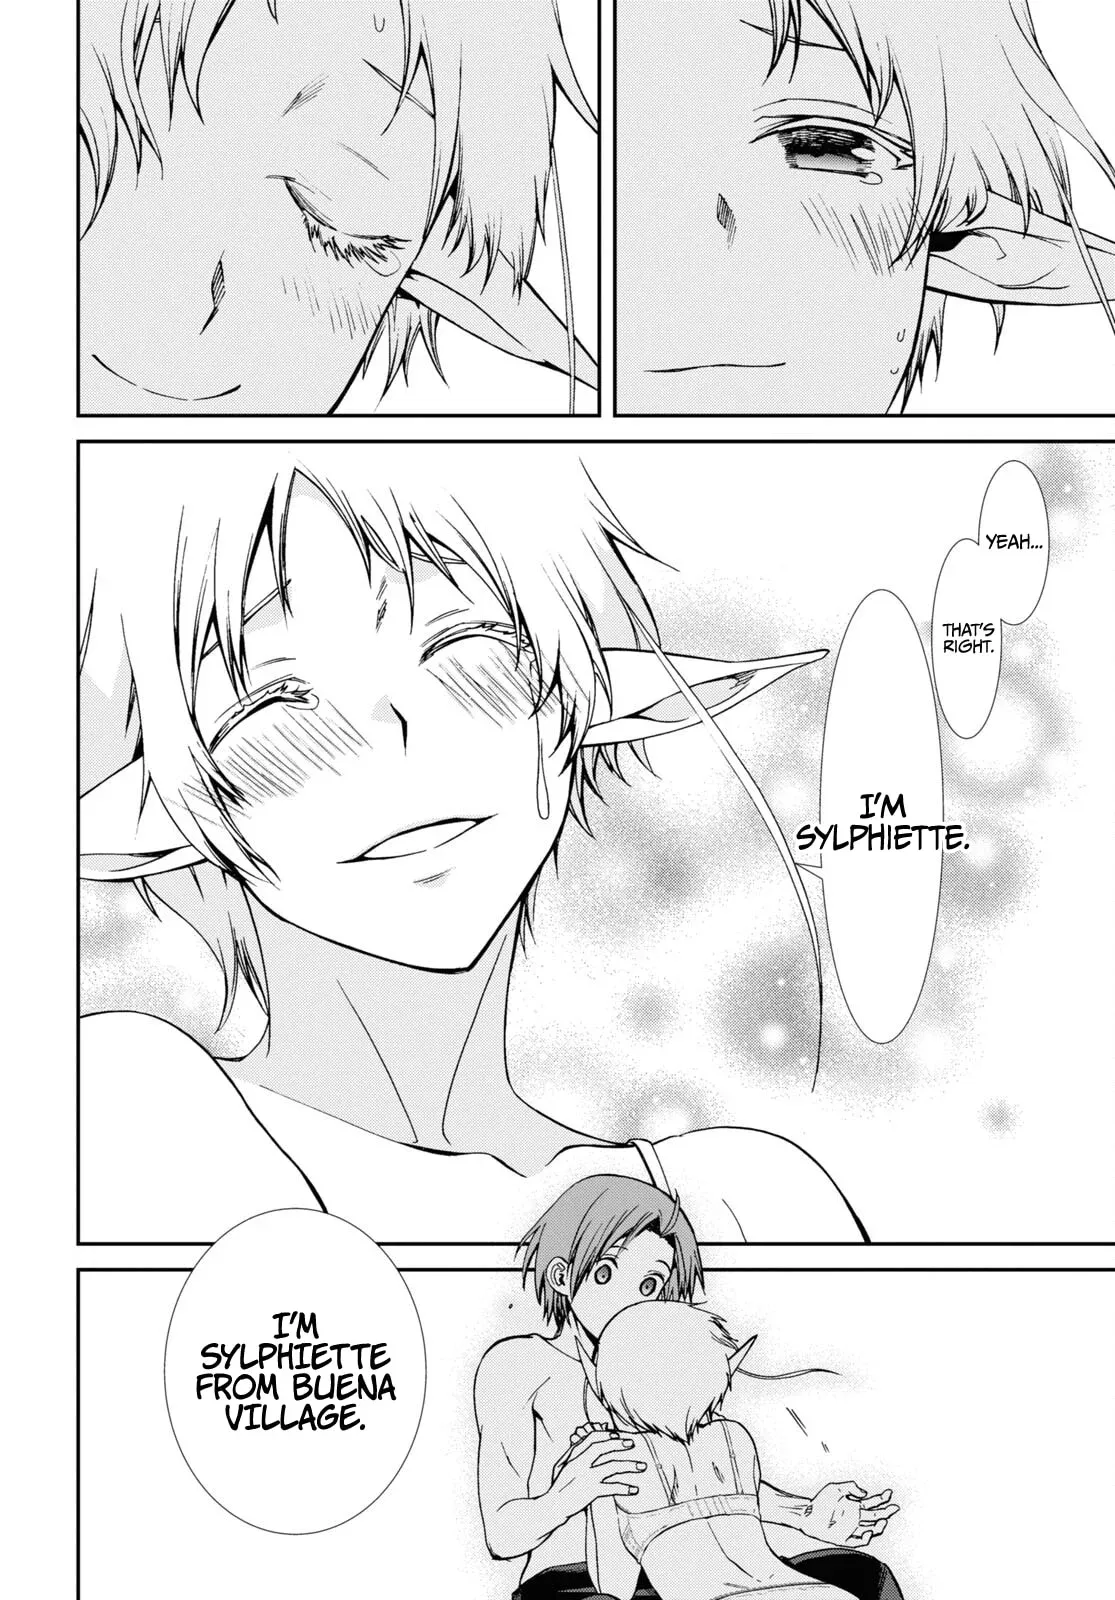 YEAH...
THAT'S
RIGHT.
I'M
SYLPHIETTE.
I'M
SYLPHIETTE
FROM BUENA
VILLAGE.